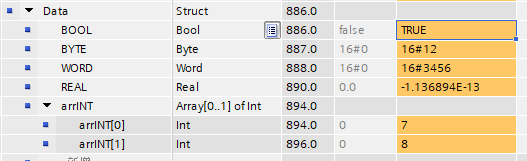 Data Struct 886.0
BOOL Bool 886.0 false TRUE
BYTE Byte 887.0 16#0 16#12
WORD Word 888.0 16#0 16#3456
REAL Real 890.0 0.0 -1.136894E-13
arrINT Array[0..1] of Int 894.0
arrINT[0] Int 894.0 0 7
arrINT[1] Int 896.0 0 8